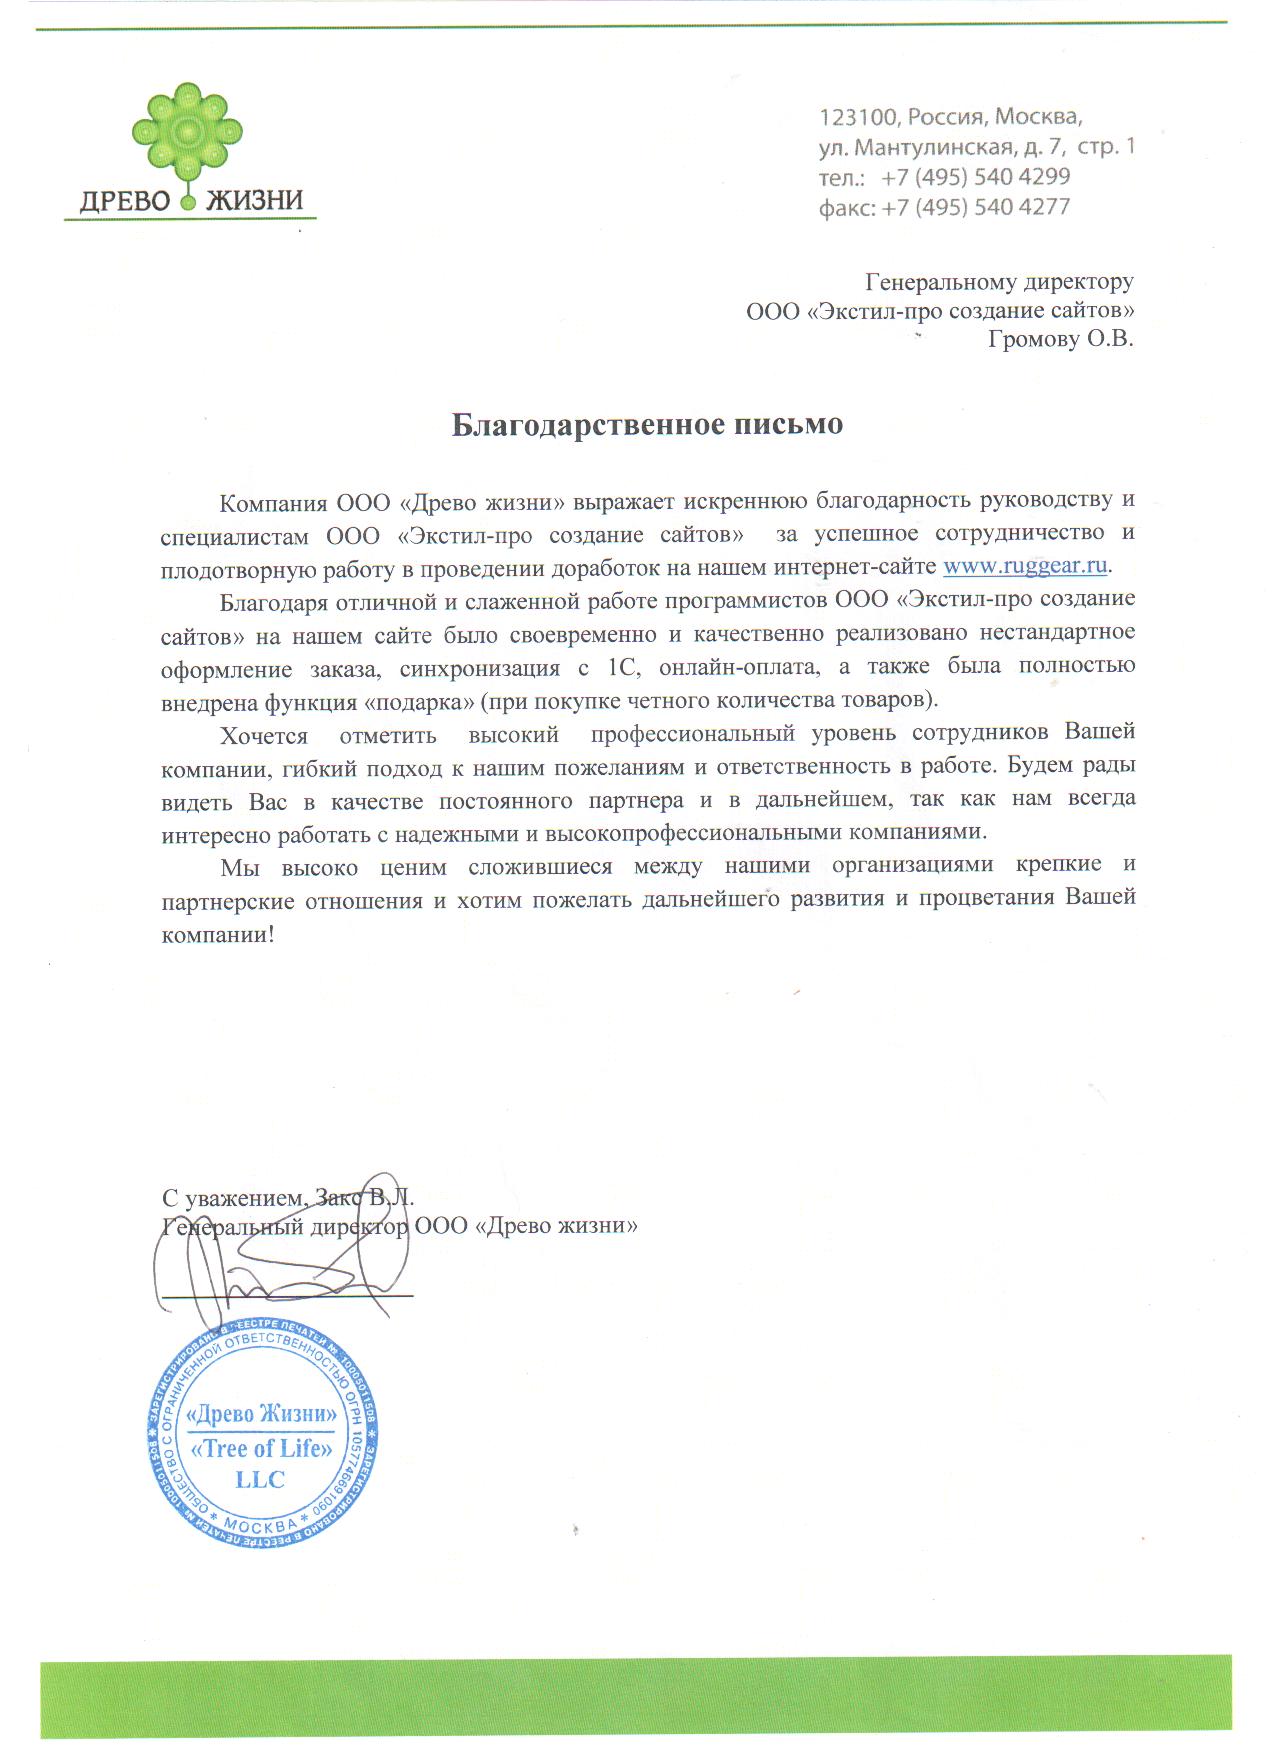 ДРЕВО ЖИЗНИ
123100, Россия, Москва,
ул. Мантулинская, д. 7, стр. 1
тел.: +7 (495) 540 4299
факс: +7 (495) 540 4277
Генеральному директору
ООО «Экстил-про создание сайтов»
Громову О.В.
Благодарственное письмо
Компания ООО «Древо жизни» выражает искреннюю благодарность руководству и
специалистам ООО «Экстил-про создание сайтов» за успешное сотрудничество и
плодотворную работу в проведении доработок на нашем интернет-сайте www.ruggear.ru.
Благодаря отличной и слаженной работе программистов ООО «Экстил-про создание
сайтов» на нашем сайте было своевременно и качественно реализовано нестандартное
оформление заказа, синхронизация с 1С, онлайн-оплата, а также была полностью
внедрена функция «подарка» (при покупке четного количества товаров).
Хочется отметить высокий профессиональный уровень сотрудников Вашей
компании, гибкий подход к нашим пожеланиям и ответственность в работе. Будем рады
видеть Вас в качестве постоянного партнера и в дальнейшем, так как нам всегда
интересно работать с надежными и высокопрофессиональными компаниями.
Мы высоко ценим сложившиеся между нашими организациями крепкие и
партнерские отношения и хотим пожелать дальнейшего развития и процветания Вашей
компании!
С уважением, Закс В.Л.
Генеральный директор ООО «Древо жизни»
ЗАРЕГИСТРИРОВАНО В РЕЕСТРЕ ПЕЧАТЕЙ № 10005011508 * ЗАРЕГИСТРИРОВАНО В РЕЕСТРЕ ПЕЧАТЕЙ № 10005011508 *
ОБЩЕСТВО С ОГРАНИЧЕННОЙ ОТВЕТСТВЕННОСТЬЮ ОГРН 1057746691090
* МОСКВА *
«Древо Жизни»
«Tree of Life»
LLC